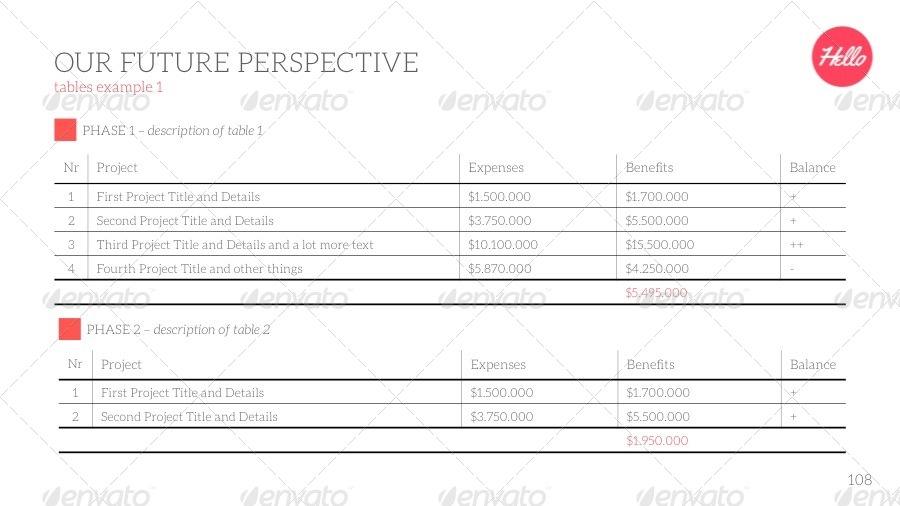 OUR FUTURE PERSPECTIVE
Hello
tables example 1
envato envato envato envato envato
PHASE 1 – description of table 1
Nr Project Expenses Benefits Balance
1 First Project Title and Details $1.500.000 $1.700.000 +
2 Second Project Title and Details $3.750.000 $5.500.000 +
3 Third Project Title and Details and a lot more text $10.100.000 $15.500.000 ++
4 Fourth Project Title and other things $5.870.000 $4.250.000 -
$5.495.000
envato envato envato envato envato
PHASE 2 – description of table 2
Nr Project Expenses Benefits Balance
1 First Project Title and Details $1.500.000 $1.700.000 +
2 Second Project Title and Details $3.750.000 $5.500.000 +
$1.950.000
108
envato envato envato envato envato